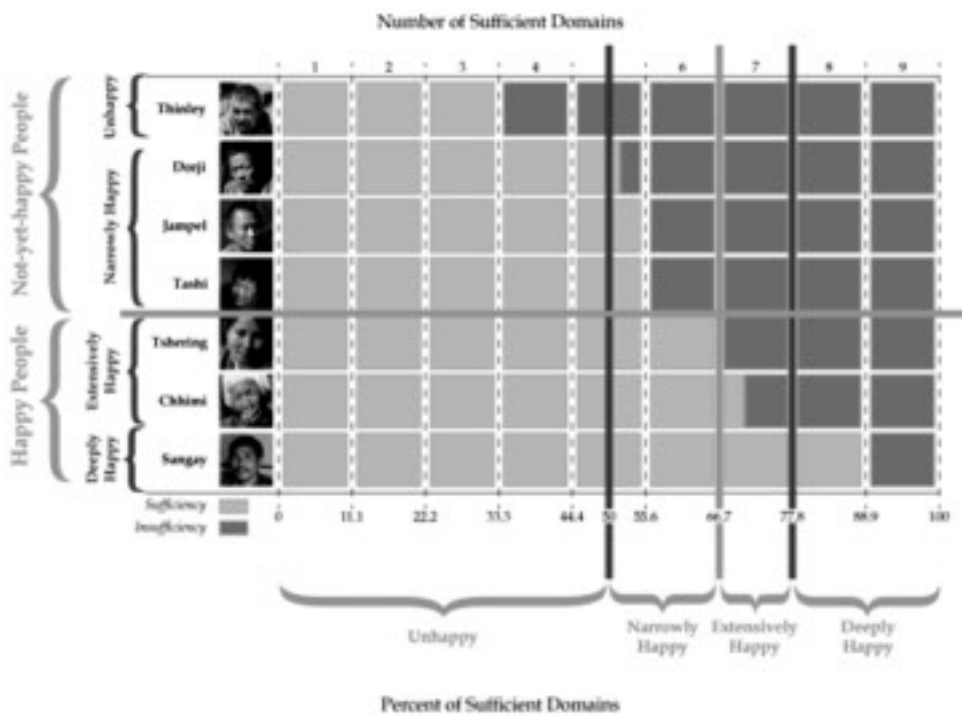 Number of Sufficient Domains
1 2 3 4 6 7 8 9
Not-yet-happy People
Unhappy
Thinley
Narrowly Happy
Dorji
Jampel
Tashi
Happy People
Extensively
Happy
Tshering
Chhimi
Deeply
Happy
Sangay
Sufficiency
Insufficiency
0 11.1 22.2 33.3 44.4 50 55.6 66.7 77.8 88.9 100
Unhappy
Narrowly
Happy
Extensively
Happy
Deeply
Happy
Percent of Sufficient Domains